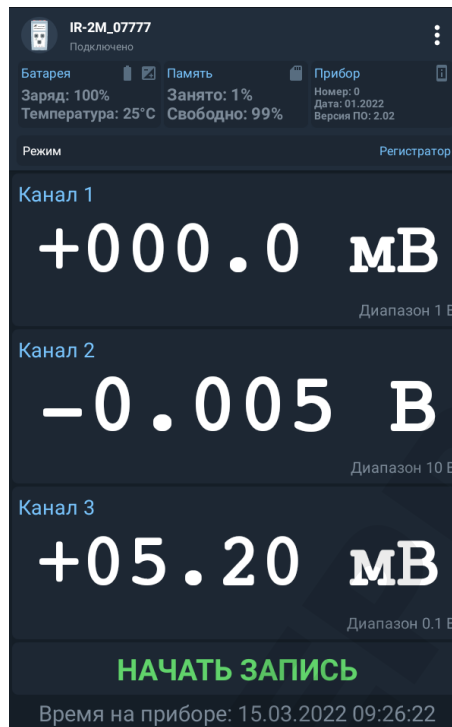 IR-2M_07777
Подключено
Батарея
Заряд: 100%
Температура: 25°C
Память
Занято: 1%
Свободно: 99%
Прибор
Номер: 0
Дата: 01.2022
Версия ПО: 2.02
Режим
Регистратор
Канал 1
+000.0 мВ
Диапазон 1 В
Канал 2
-0.005 В
Диапазон 10 В
Канал 3
+05.20 мВ
Диапазон 0.1 В
НАЧАТЬ ЗАПИСЬ
Время на приборе: 15.03.2022 09:26:22